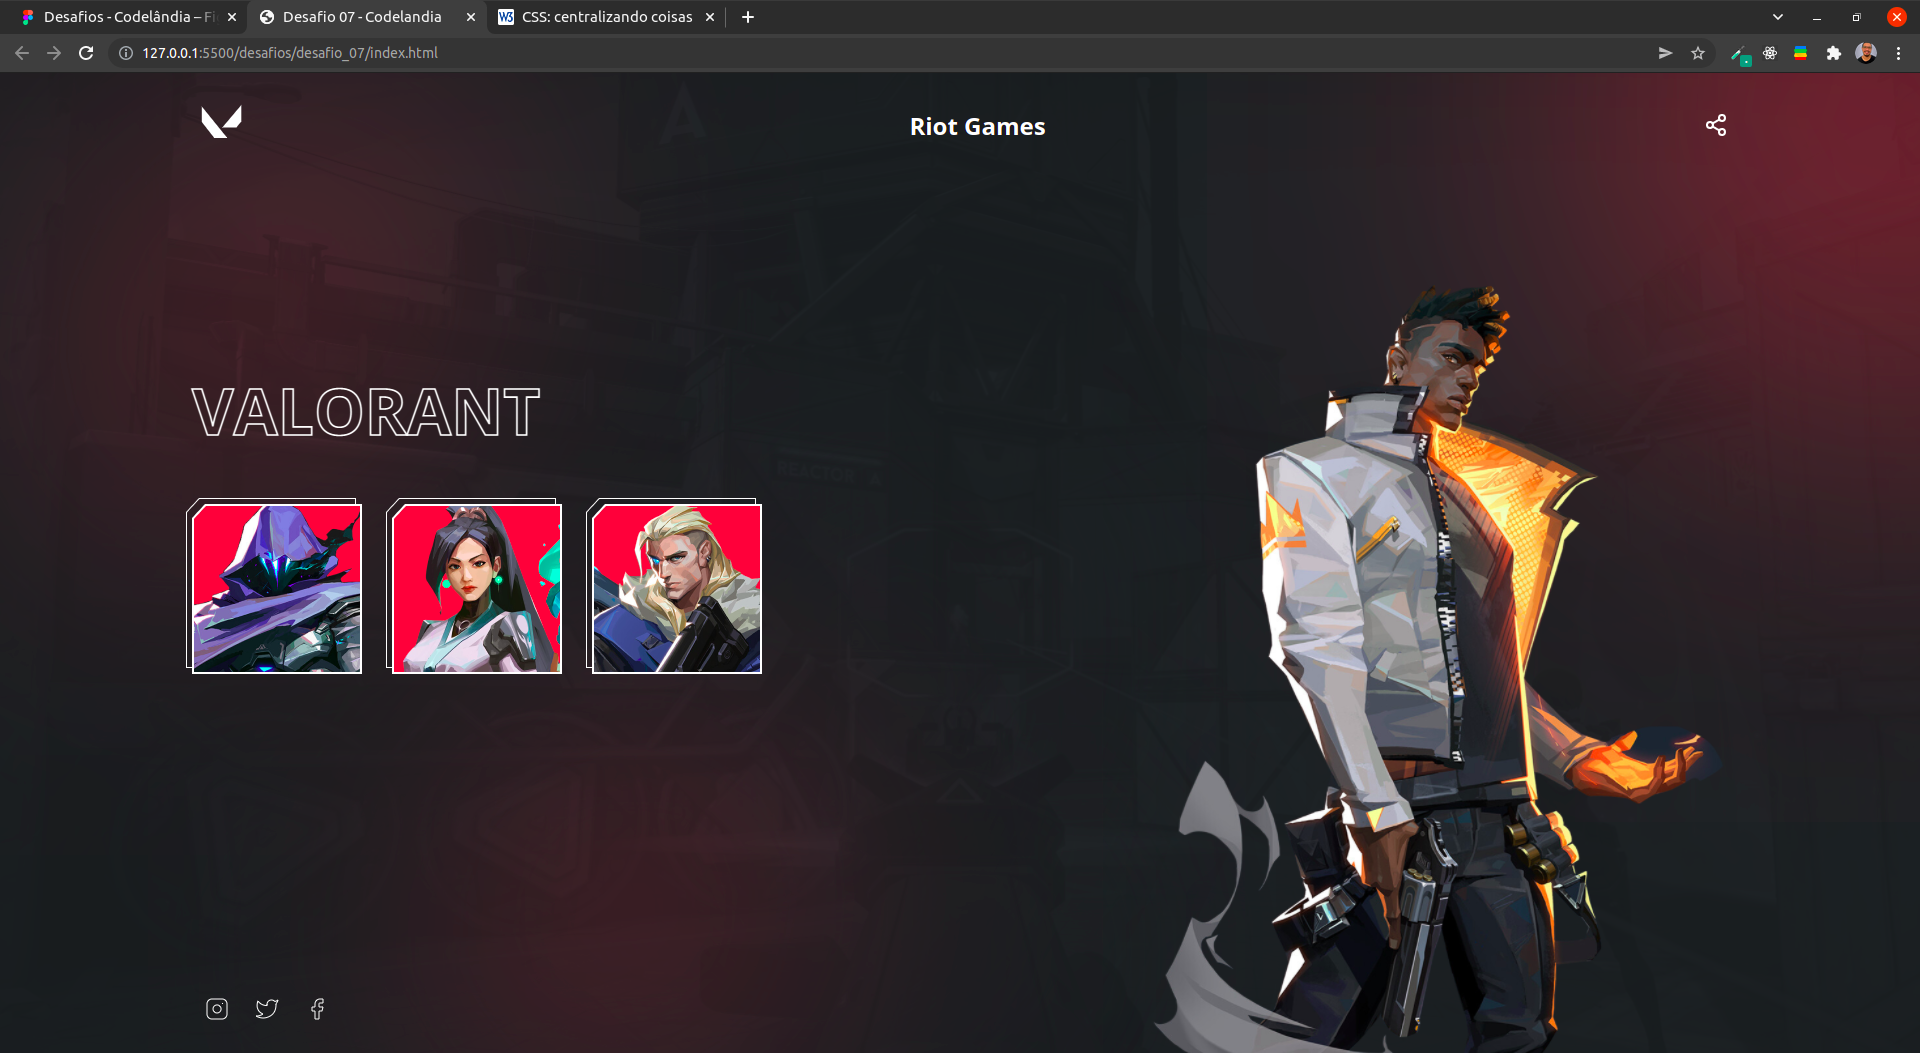 Desafios - Codelândia – Fi
Desafio 07 - Codelandia
CSS: centralizando coisas
127.0.0.1:5500/desafios/desafio_07/index.html
Riot Games
VALORANT
REACTOR